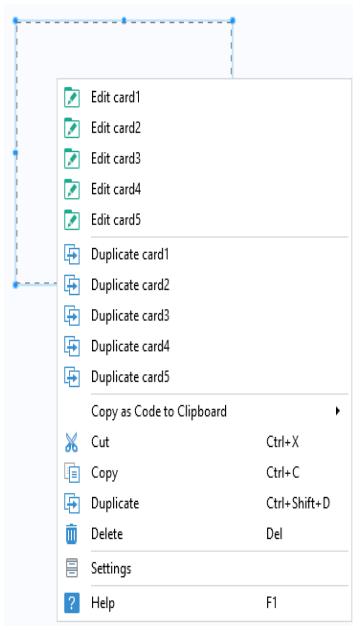 Edit card1
Edit card2
Edit card3
Edit card4
Edit card5
Duplicate card1
Duplicate card2
Duplicate card3
Duplicate card4
Duplicate card5
Copy as Code to Clipboard
Cut Ctrl+X
Copy Ctrl+C
Duplicate Ctrl+Shift+D
Delete Del
Settings
? Help F1